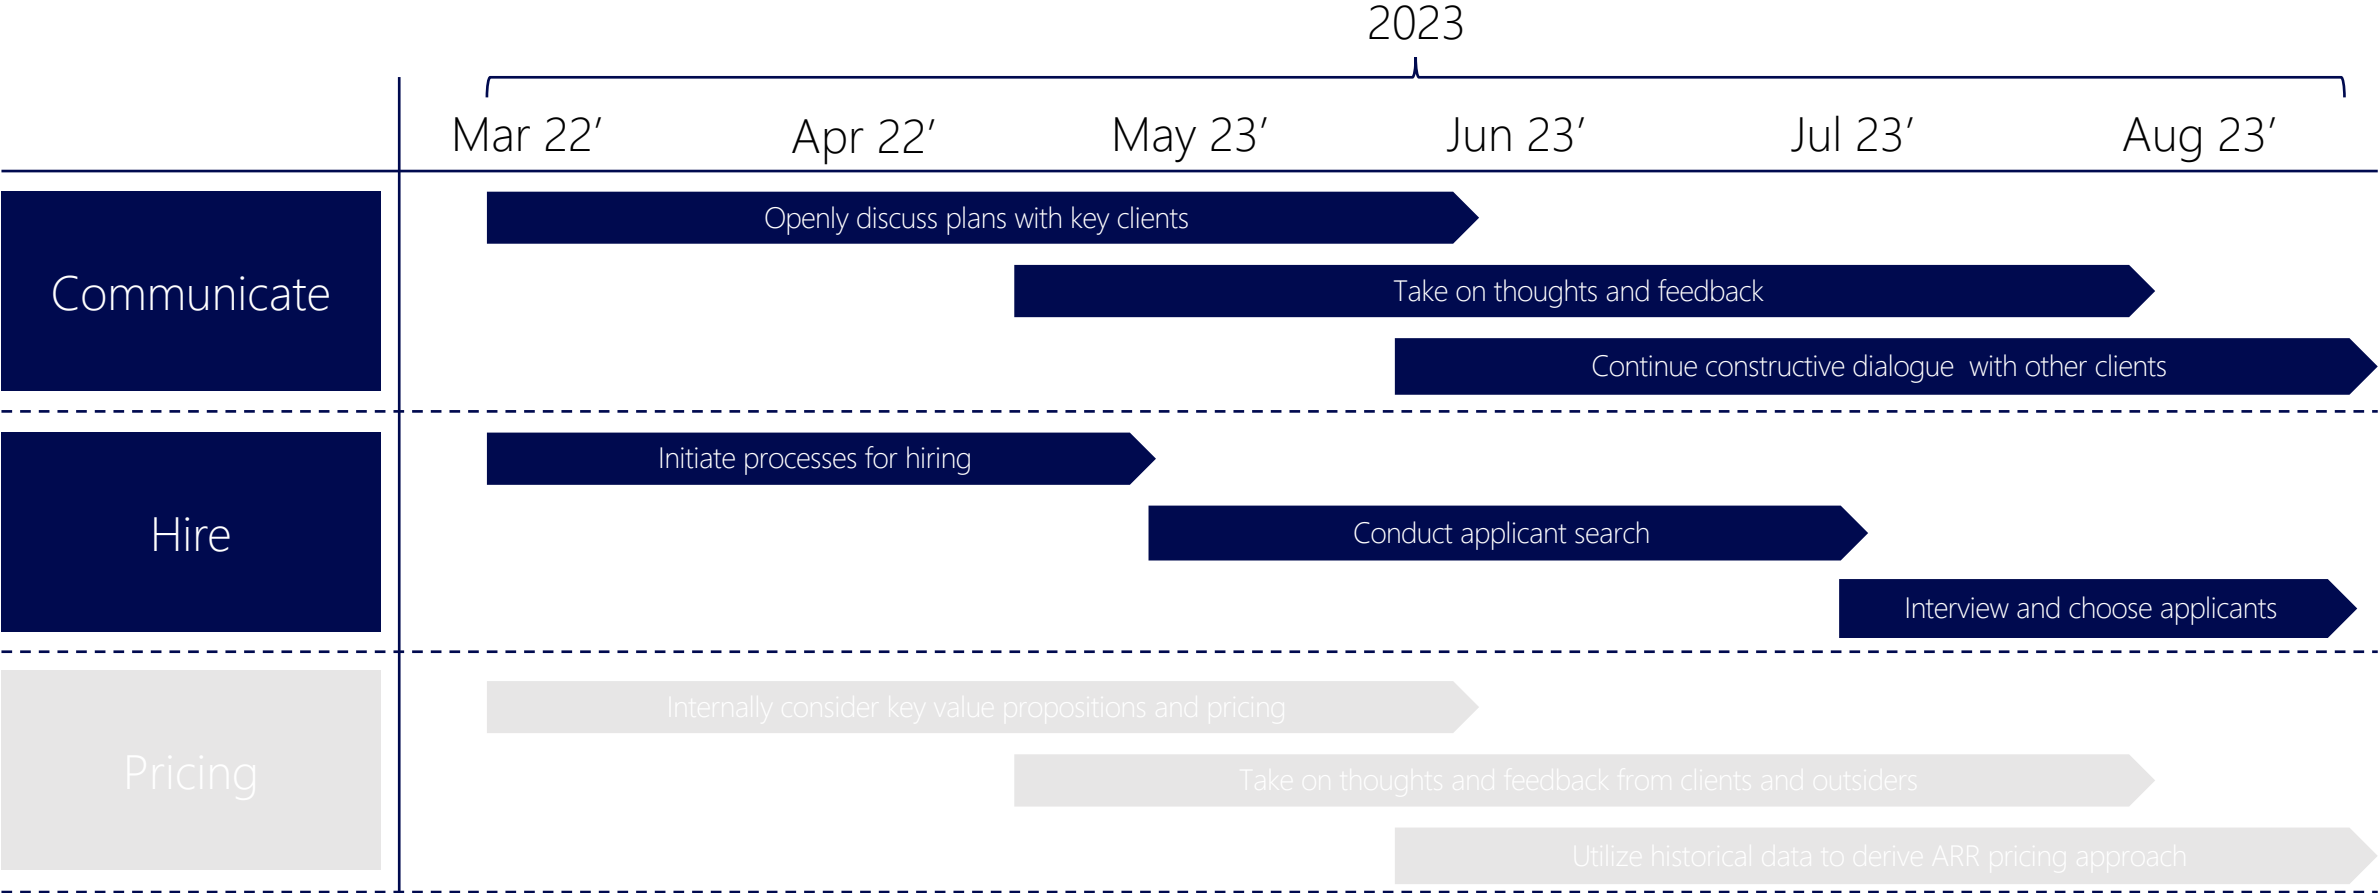 2023
Mar 22’
Apr 22’
May 23’
Jun 23’
Jul 23’
Aug 23’
Communicate
Openly discuss plans with key clients
Take on thoughts and feedback
Continue constructive dialogue  with other clients
Hire
Initiate processes for hiring
Conduct applicant search
Interview and choose applicants
Pricing
Internally consider key value propositions and pricing
Take on thoughts and feedback from clients and outsiders
Utilize historical data to derive ARR pricing approach